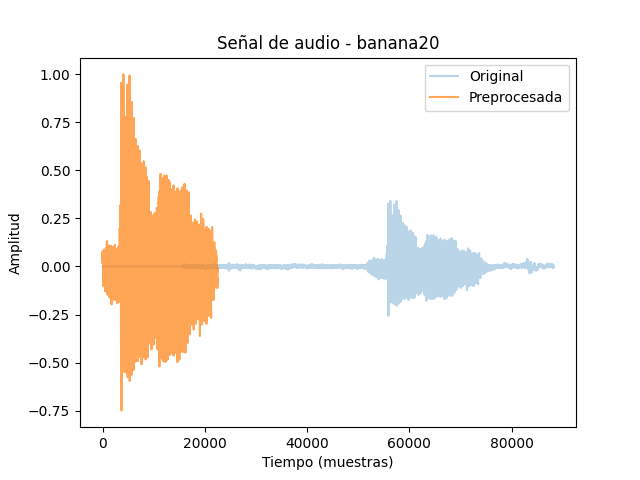 Señal de audio - banana20
Original
Preprocesada
Amplitud
1.00
0.75
0.50
0.25
0.00
−0.25
−0.50
−0.75
0
20000
40000
60000
80000
Tiempo (muestras)